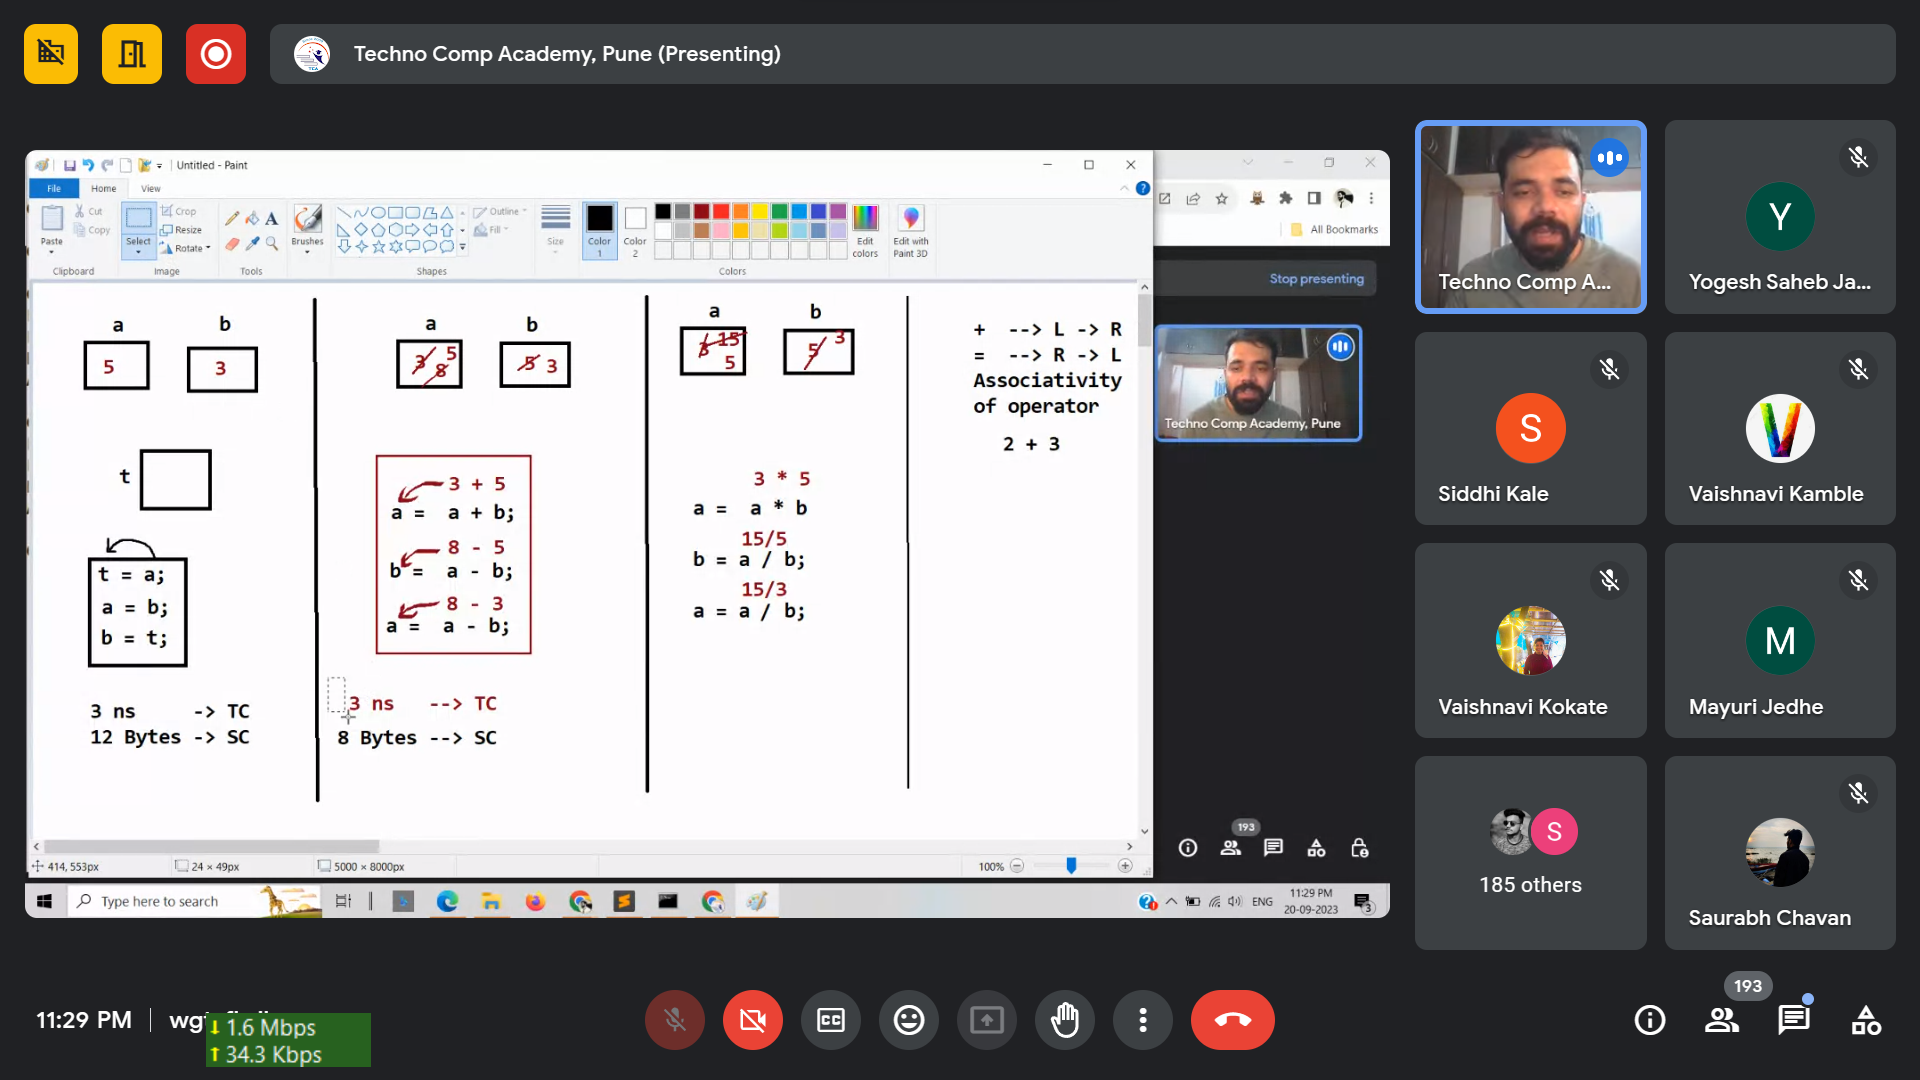 Techno Comp Academy, Pune (Presenting)
Untitled - Paint
File Home View
Paste
Cut
Copy
Clipboard
Select
Crop
Resize
Rotate
Image
A
Tools
Brushes
Outline
Fill
Shapes
Size
Color
1
Color
2
Edit
colors
Edit with
Paint 3D
Colors
All Bookmarks
Stop presenting
Techno Comp Academy, Pune
a b
5 3
t
t = a;
a = b;
b = t;
3 ns -> TC
12 Bytes -> SC
a b
3 5
8
5 3
3 + 5
a = a + b;
8 - 5
b = a - b;
8 - 3
a = a - b;
3 ns --> TC
8 Bytes --> SC
a b
3 15
5
5 3
3 * 5
a = a * b
15/5
b = a / b;
15/3
a = a / b;
+ --> L -> R
= --> R -> L
Associativity
of operator
2 + 3
414, 553px
24 × 49px
5000 × 8000px
100%
193
Type here to search
ENG
11:29 PM
20-09-2023
3
Techno Comp A...
Y
Yogesh Saheb Ja...
S
Siddhi Kale
V
Vaishnavi Kamble
Vaishnavi Kokate
M
Mayuri Jedhe
S
185 others
Saurabh Chavan
11:29 PM
1.6 Mbps
34.3 Kbps
CC
193